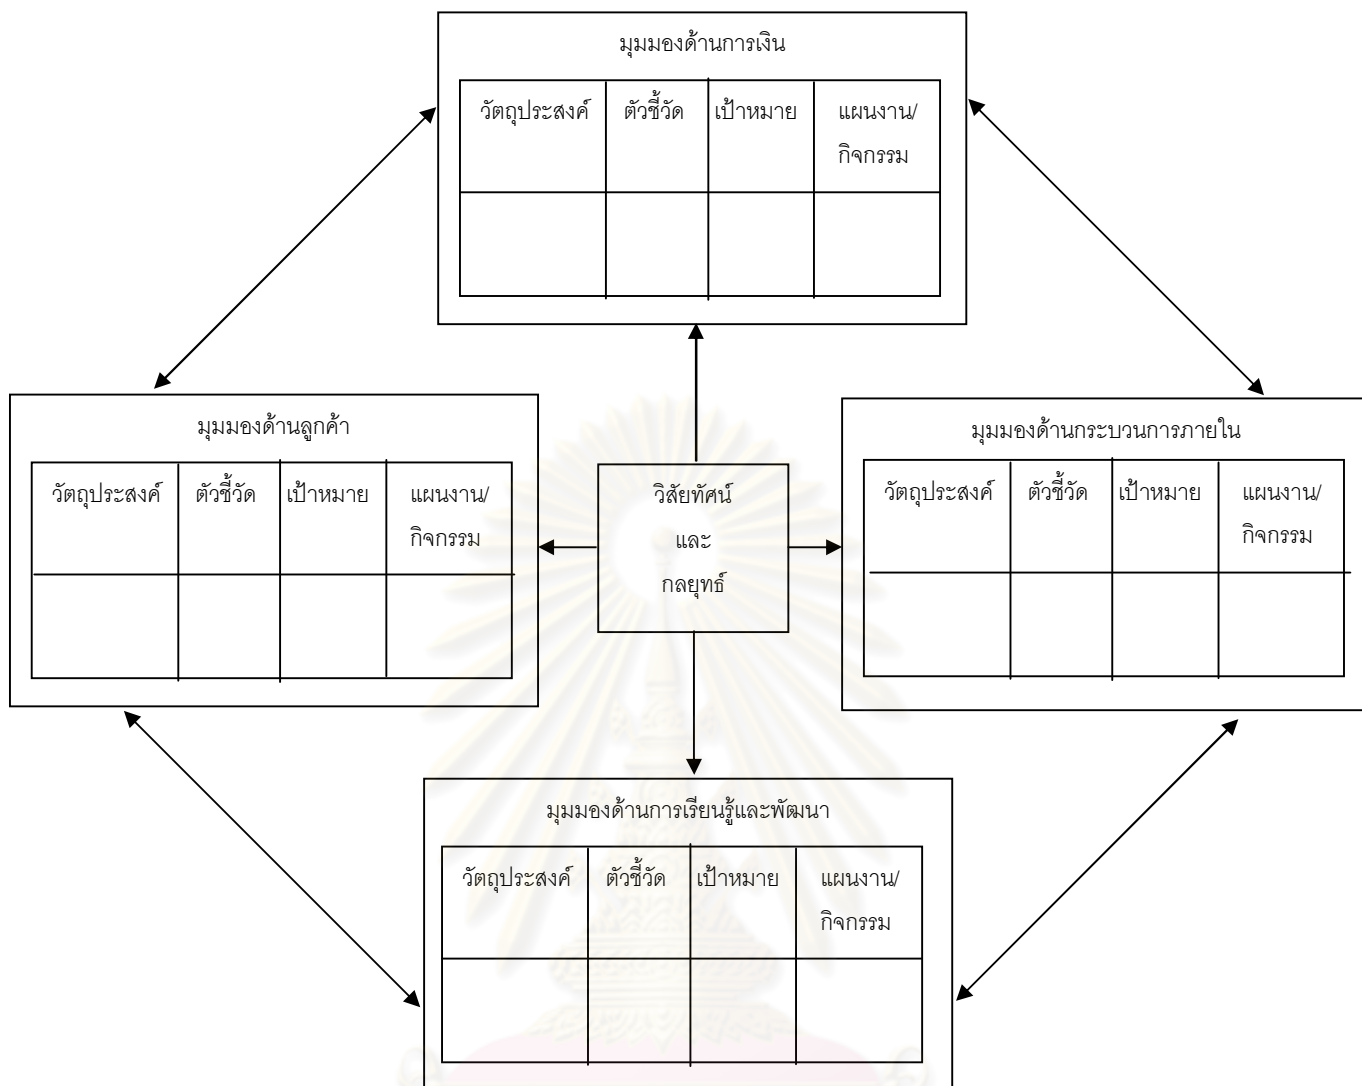 มุมมองด้านการเงิน
วัตถุประสงค์ ตัวชี้วัด เป้าหมาย แผนงาน/
กิจกรรม
มุมมองด้านลูกค้า
วัตถุประสงค์ ตัวชี้วัด เป้าหมาย แผนงาน/
กิจกรรม
วิสัยทัศน์
และ
กลยุทธ์
มุมมองด้านกระบวนการภายใน
วัตถุประสงค์ ตัวชี้วัด เป้าหมาย แผนงาน/
กิจกรรม
มุมมองด้านการเรียนรู้และพัฒนา
วัตถุประสงค์ ตัวชี้วัด เป้าหมาย แผนงาน/
กิจกรรม